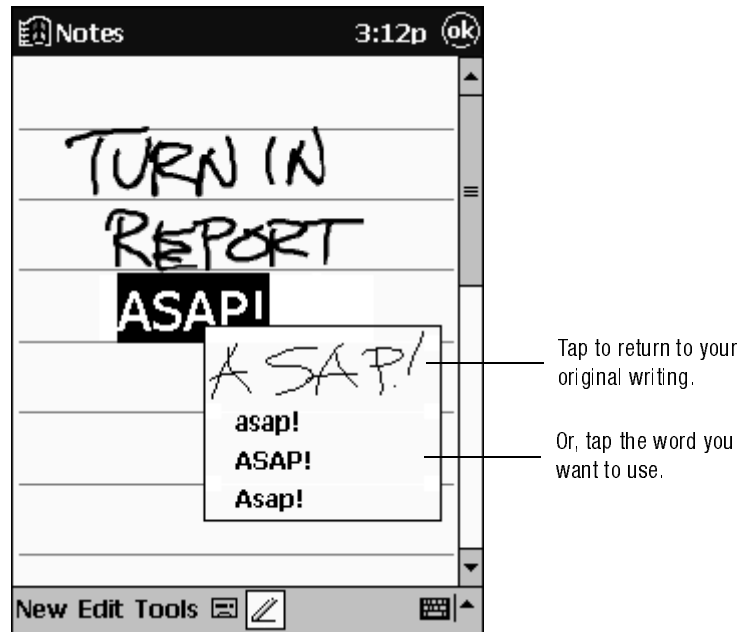 Notes 3:12p ok
TURN IN
REPORT
ASAP!
A SAP!
asap!
ASAP!
Asap!
Tap to return to your
original writing.
Or, tap the word you
want to use.
New Edit Tools